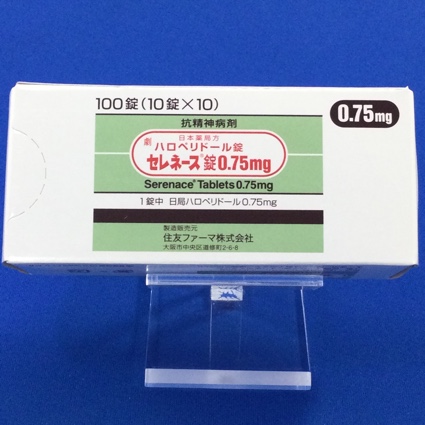 100錠(10錠×10)
0.75mg
抗精神病剤
日本薬局方
劇 ハロペリドール錠
セレネース®錠0.75mg
Serenace® Tablets 0.75mg
1錠中 日局ハロペリドール0.75mg
製造販売元
住友ファーマ株式会社
大阪市中央区道修町2-6-8